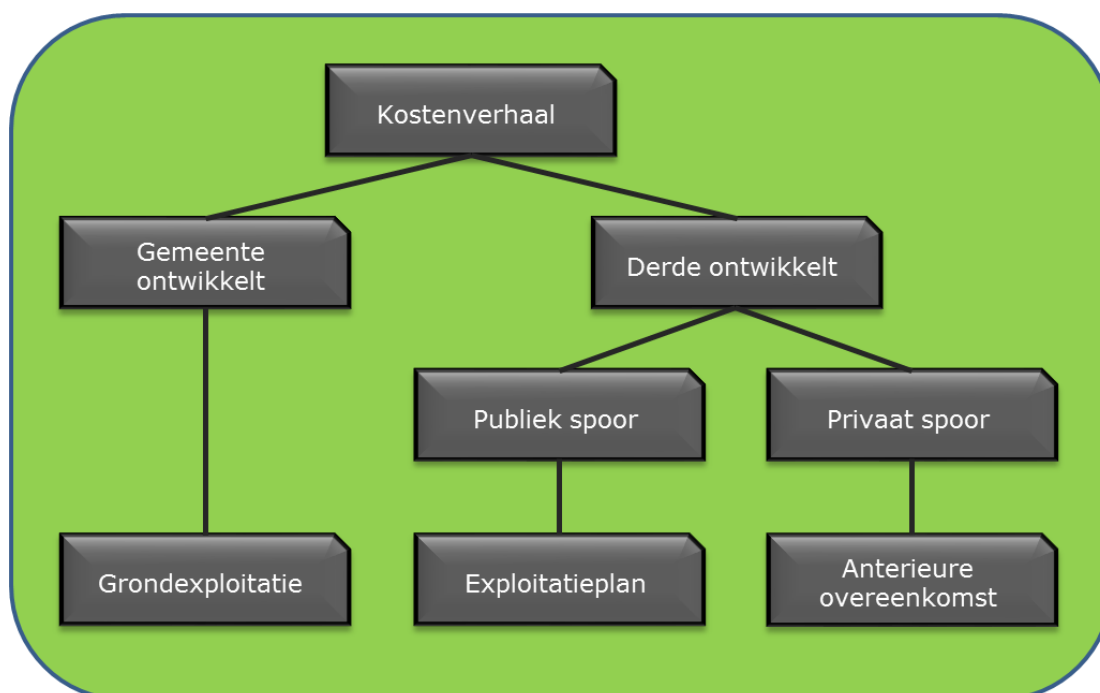 Kostenverhaal
Gemeente
ontwikkelt
Derde ontwikkelt
Publiek spoor
Privaat spoor
Grondexploitatie
Exploitatieplan
Anterieure
overeenkomst